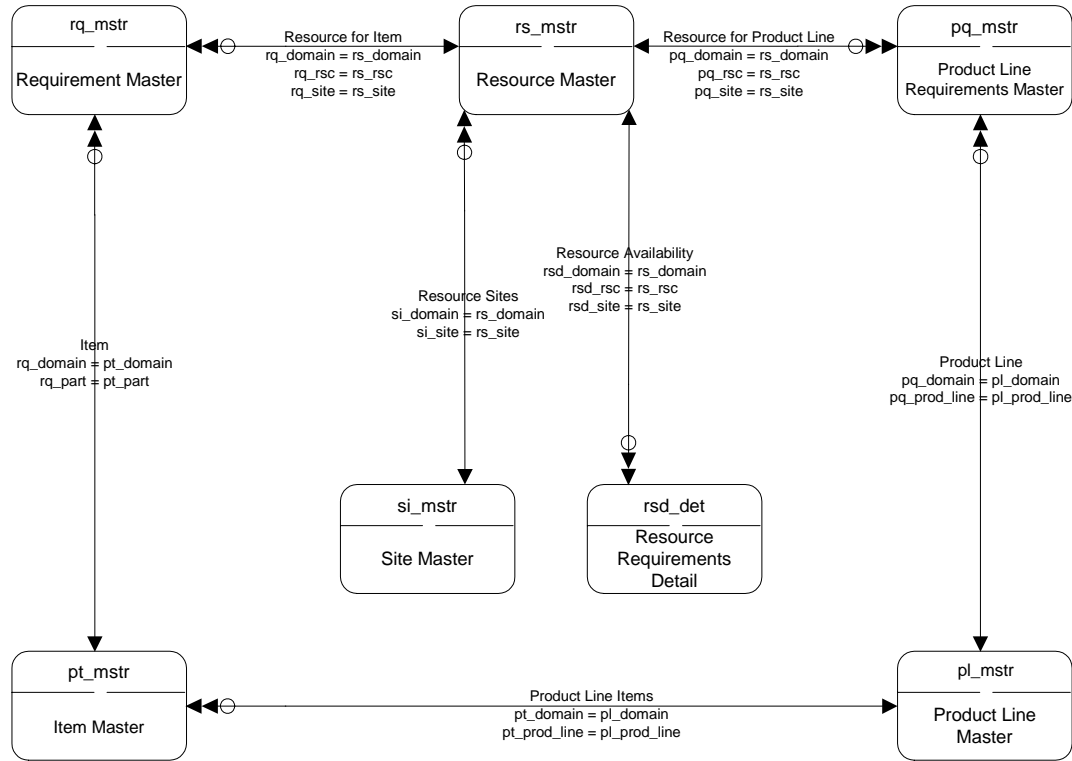 rq_mstr
Requirement Master
Resource for Item
rq_domain = rs_domain
rq_rsc = rs_rsc
rq_site = rs_site
rs_mstr
Resource Master
Resource for Product Line
pq_domain = rs_domain
pq_rsc = rs_rsc
pq_site = rs_site
pq_mstr
Product Line
Requirements Master
Resource Availability
rsd_domain = rs_domain
rsd_rsc = rs_rsc
rsd_site = rs_site
Resource Sites
si_domain = rs_domain
si_site = rs_site
Item
rq_domain = pt_domain
rq_part = pt_part
Product Line
pq_domain = pl_domain
pq_prod_line = pl_prod_line
si_mstr
Site Master
rsd_det
Resource
Requirements
Detail
pt_mstr
Item Master
Product Line Items
pt_domain = pl_domain
pt_prod_line = pl_prod_line
pl_mstr
Product Line
Master